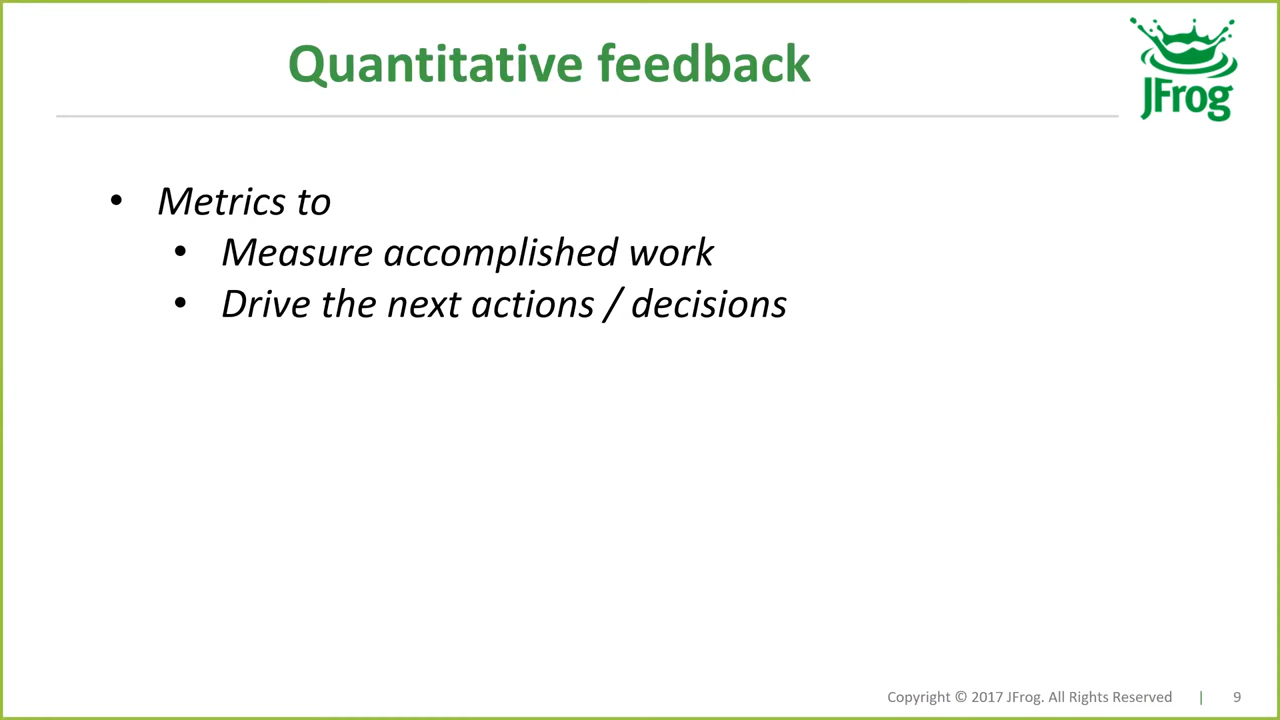 Quantitative feedback
JFrog
• Metrics to
• Measure accomplished work
• Drive the next actions / decisions
Copyright © 2017 JFrog. All Rights Reserved | 9